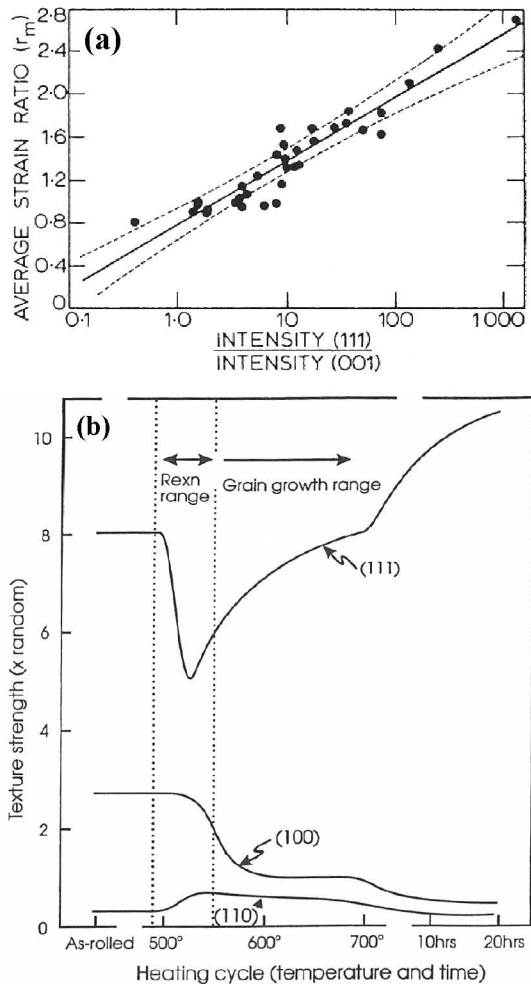 (a)
AVERAGE STRAIN RATIO (rm)
2·8
2·4
2·0
1·6
1·2
0·8
0·4
0
0·1 1·0 10 100 1000
INTENSITY (111)
INTENSITY (001)
(b)
Texture strength (x random)
10
8
6
4
2
0
Rexn
range
Grain growth range
(111)
(100)
(110)
As-rolled 500° 600° 700° 10hrs 20hrs
Heating cycle (temperature and time)